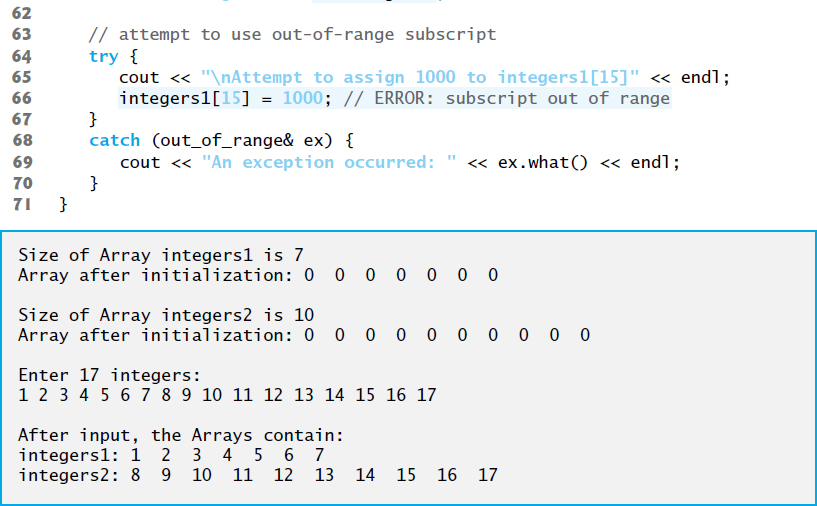 62
63 // attempt to use out-of-range subscript
64 try {
65 cout << "\nAttempt to assign 1000 to integers1[15]" << endl;
66 integers1[15] = 1000; // ERROR: subscript out of range
67 }
68 catch (out_of_range& ex) {
69 cout << "An exception occurred: " << ex.what() << endl;
70 }
71 }
Size of Array integers1 is 7
Array after initialization: 0 0 0 0 0 0 0
Size of Array integers2 is 10
Array after initialization: 0 0 0 0 0 0 0 0 0 0
Enter 17 integers:
1 2 3 4 5 6 7 8 9 10 11 12 13 14 15 16 17
After input, the Arrays contain:
integers1: 1 2 3 4 5 6 7
integers2: 8 9 10 11 12 13 14 15 16 17